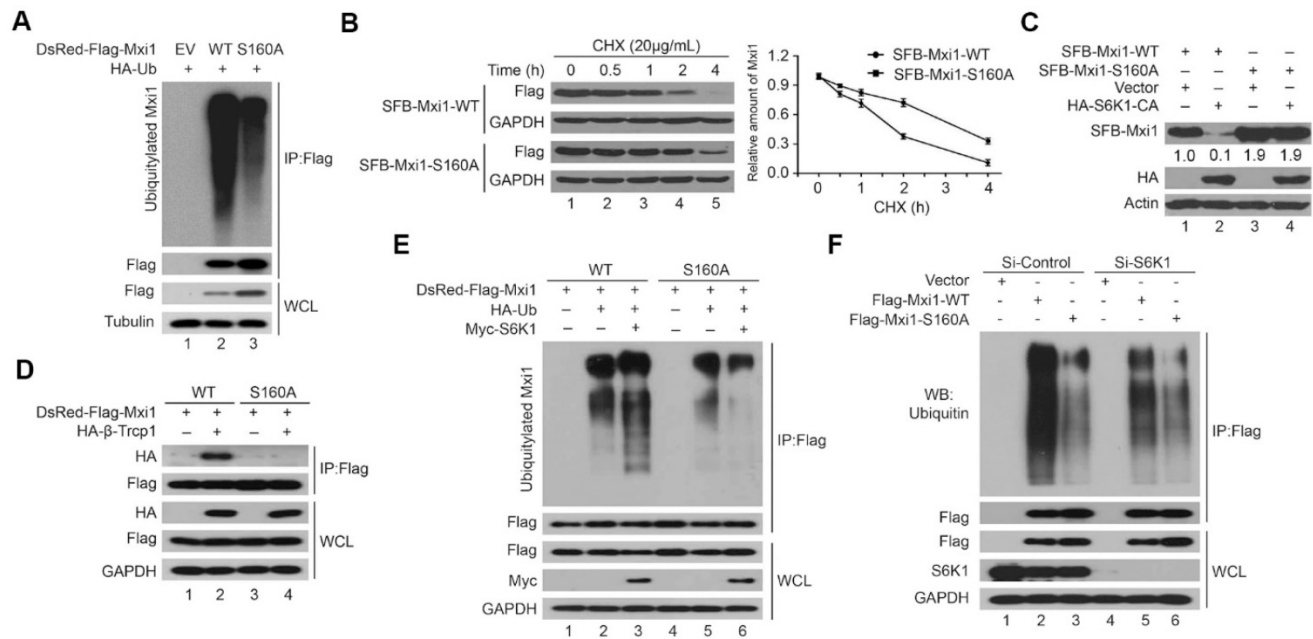 A
DsRed-Flag-Mxi1 EV WT S160A
HA-Ub + + +
Ubiquitylated Mxi1
IP:Flag
Flag
Flag
WCL
Tubulin
1 2 3
B
CHX (20μg/mL)
Time (h) 0 0.5 1 2 4
SFB-Mxi1-WT
Flag
GAPDH
SFB-Mxi1-S160A
Flag
GAPDH
1 2 3 4 5
Relative amount of Mxi1
1.2
0.9
0.6
0.3
0.0
SFB-Mxi1-WT
SFB-Mxi1-S160A
0 1 2 3 4
CHX (h)
C
SFB-Mxi1-WT + + – –
SFB-Mxi1-S160A – – + +
Vector + – + –
HA-S6K1-CA – + – +
SFB-Mxi1
1.0 0.1 1.9 1.9
HA
Actin
1 2 3 4
D
WT S160A
DsRed-Flag-Mxi1 + + + +
HA-β-Trcp1 – + – +
HA
IP:Flag
Flag
HA
Flag
WCL
GAPDH
1 2 3 4
E
WT S160A
DsRed-Flag-Mxi1 + + + + + +
HA-Ub – + + – + +
Myc-S6K1 – – + – – +
Ubiquitylated Mxi1
IP:Flag
Flag
Flag
Myc
WCL
GAPDH
1 2 3 4 5 6
F
Si-Control Si-S6K1
Vector + – – + – –
Flag-Mxi1-WT – + – – + –
Flag-Mxi1-S160A – – + – – +
WB:
Ubiquitin
IP:Flag
Flag
Flag
S6K1
WCL
GAPDH
1 2 3 4 5 6